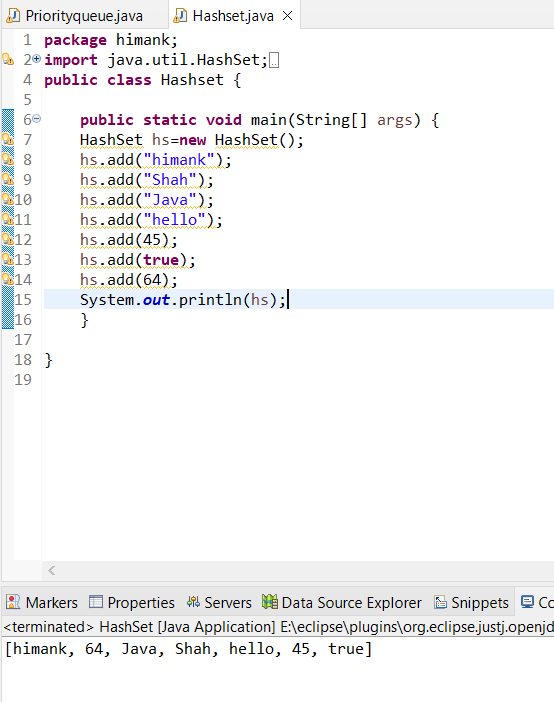 Priorityqueue.java Hashset.java
1 package himank;
2 import java.util.HashSet;
4 public class Hashset {
5
6 public static void main(String[] args) {
7 HashSet hs=new HashSet();
8 hs.add("himank");
9 hs.add("Shah");
10 hs.add("Java");
11 hs.add("hello");
12 hs.add(45);
13 hs.add(true);
14 hs.add(64);
15 System.out.println(hs);
16 }
17
18 }
19
Markers Properties Servers Data Source Explorer Snippets Co
<terminated> HashSet [Java Application] E:\eclipse\plugins\org.eclipse.justj.openjd
[himank, 64, Java, Shah, hello, 45, true]